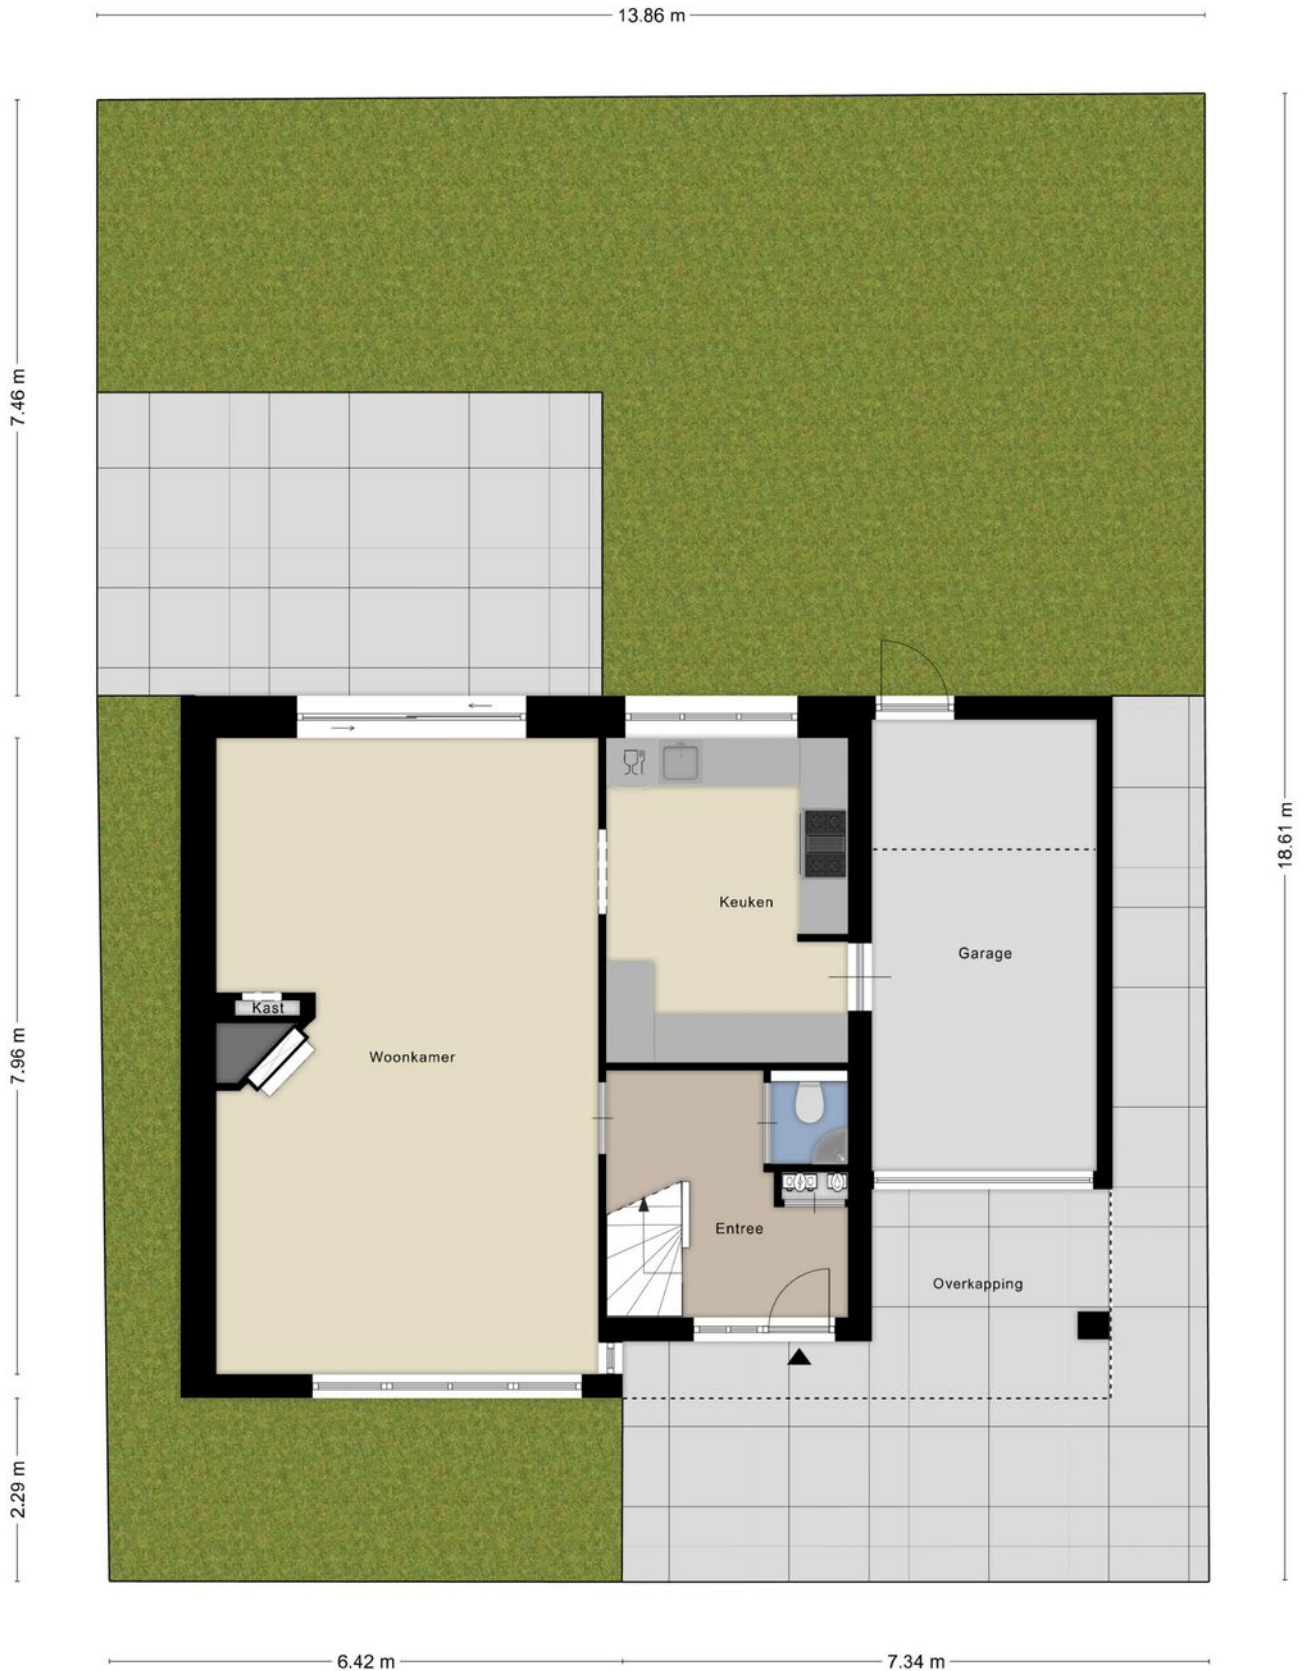 13.86 m
7.46 m
18.61 m
Keuken
Garage
Kast
Woonkamer
7.96 m
Entree
Overkapping
2.29 m
6.42 m
7.34 m